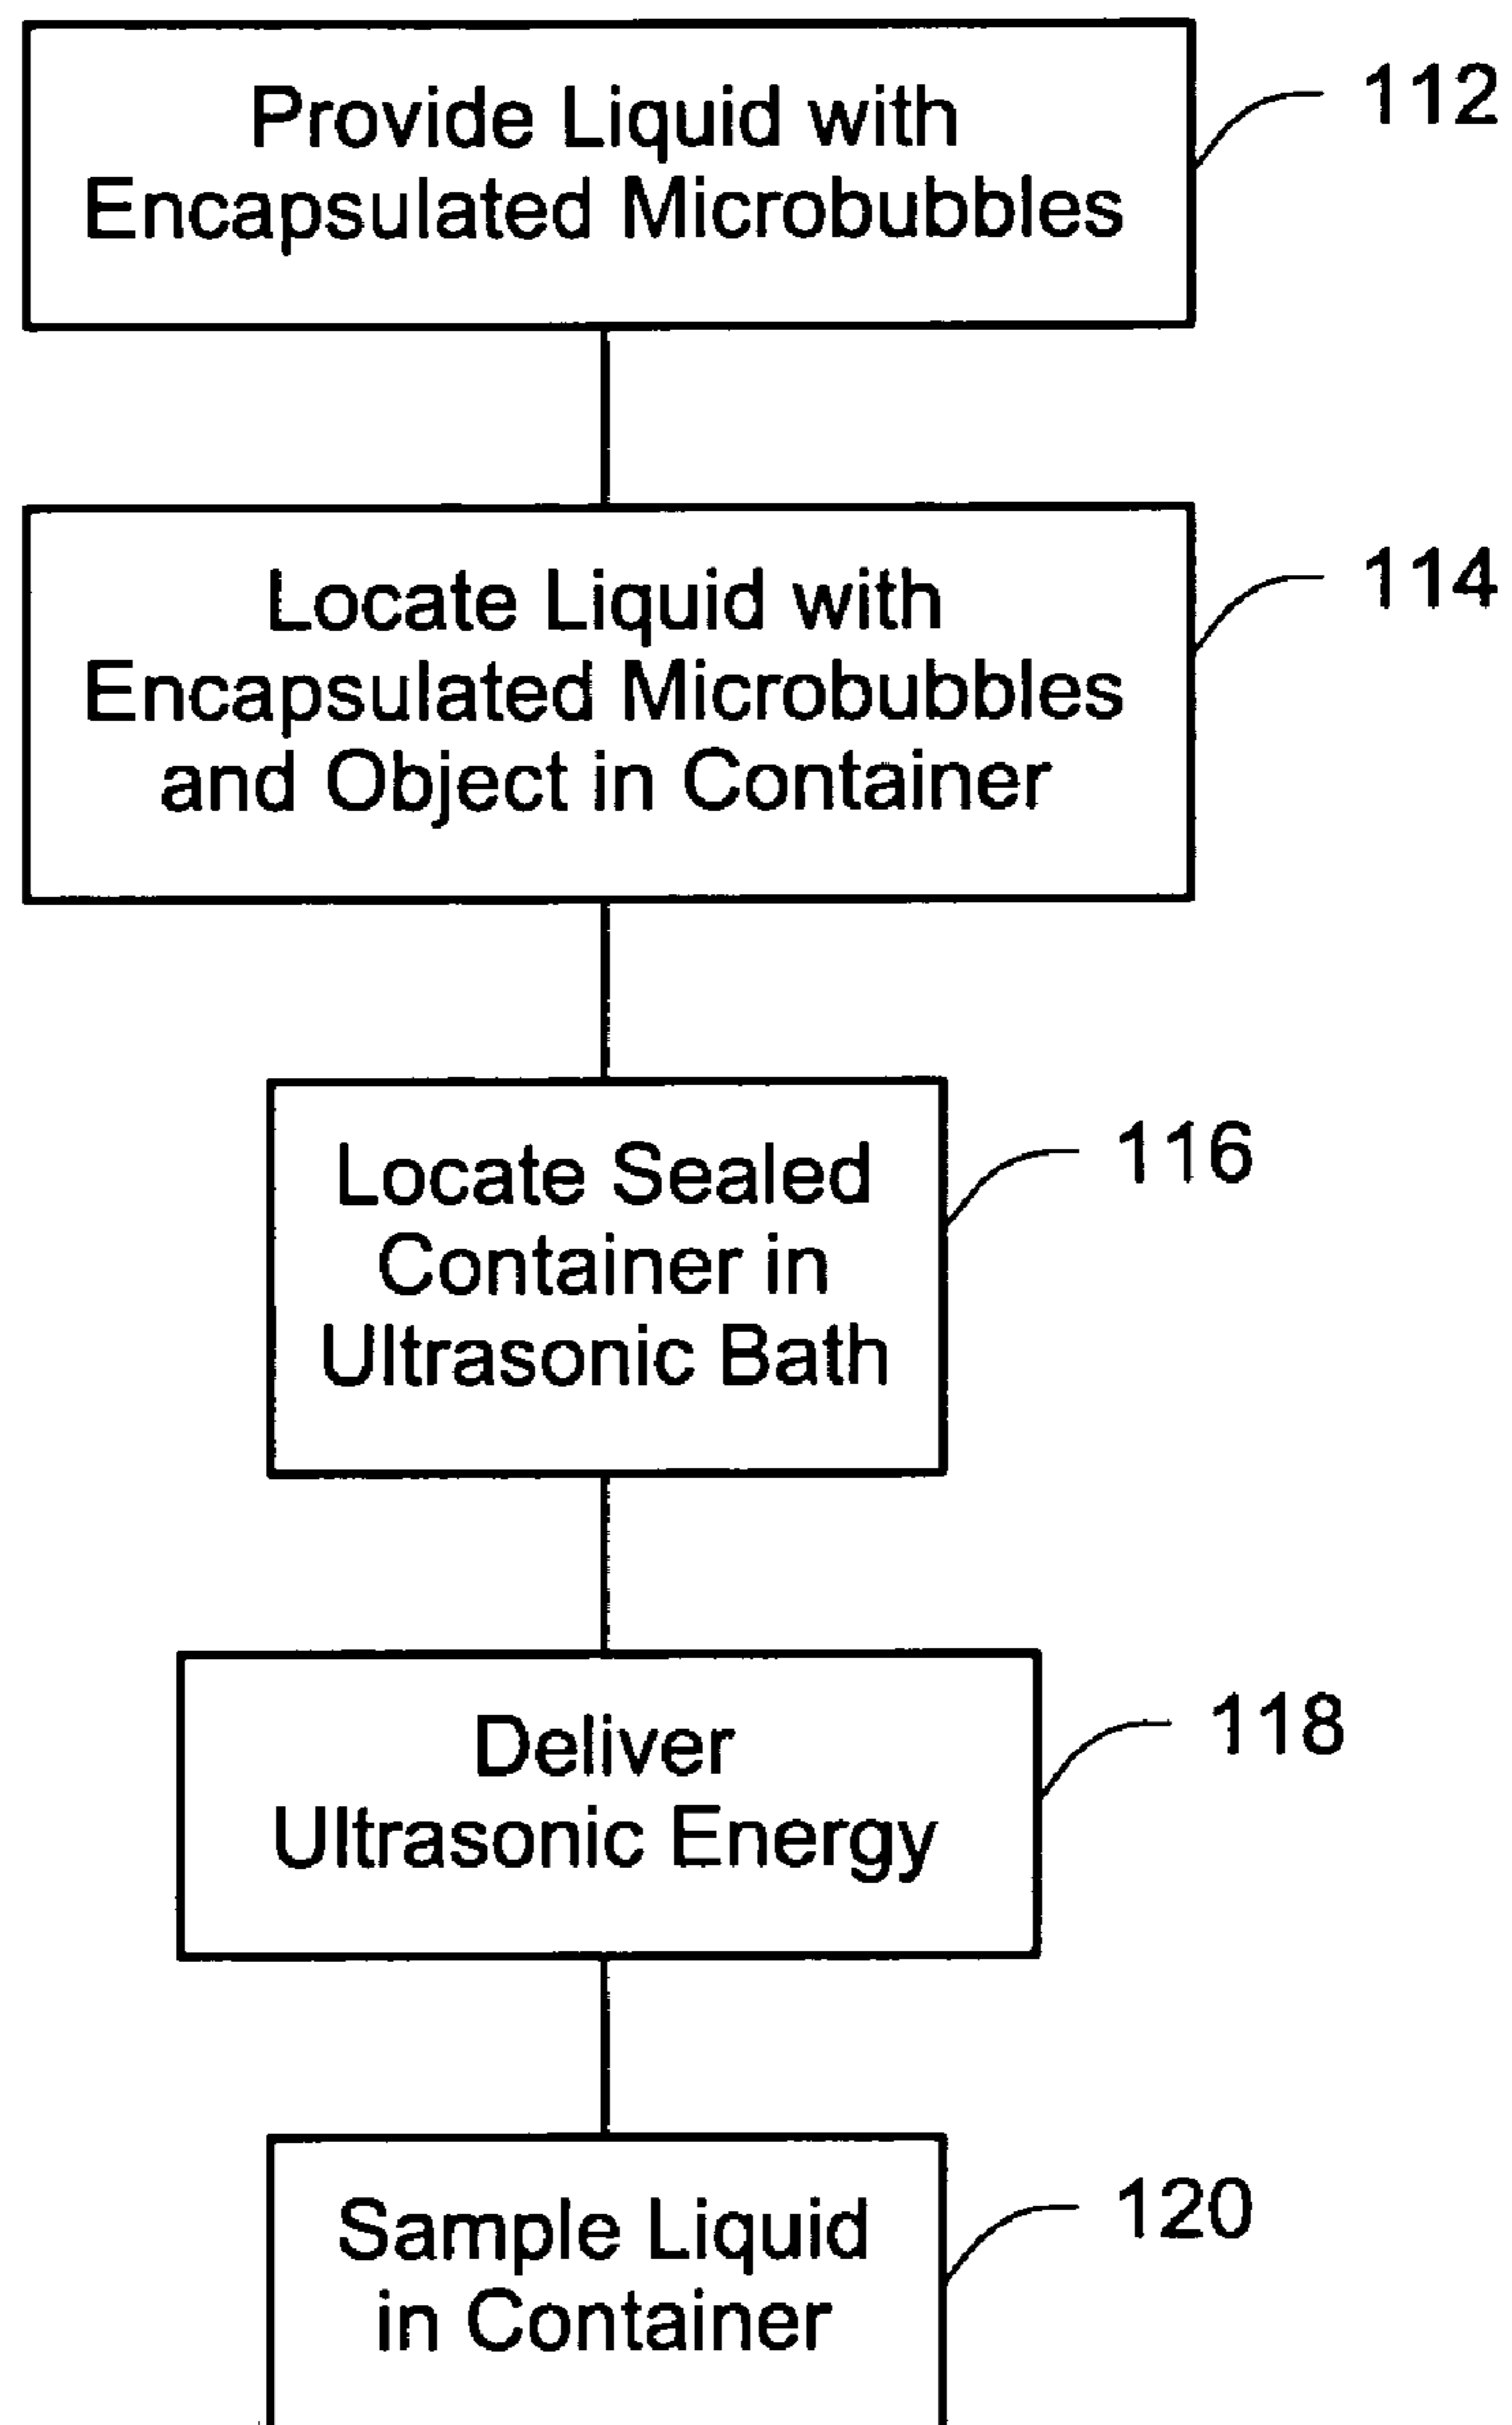 Provide Liquid with
Encapsulated Microbubbles
112
Locate Liquid with
Encapsulated Microbubbles
and Object in Container
114
Locate Sealed
Container in
Ultrasonic Bath
116
Deliver
Ultrasonic Energy
118
Sample Liquid
in Container
120